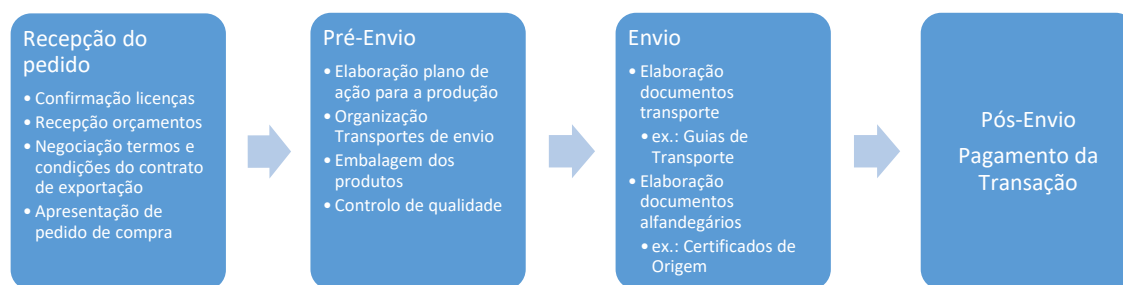 Recepção do
pedido
• Confirmação licenças
• Recepção orçamentos
• Negociação termos e
condições do contrato
de exportação
• Apresentação de
pedido de compra
Pré-Envio
• Elaboração plano de
ação para a produção
• Organização
Transportes de envio
• Embalagem dos
produtos
• Controlo de qualidade
Envio
• Elaboração
documentos
transporte
• ex.: Guias de
Transporte
• Elaboração
documentos
alfandegários
• ex.: Certificados de
Origem
Pós-Envio
Pagamento da
Transação